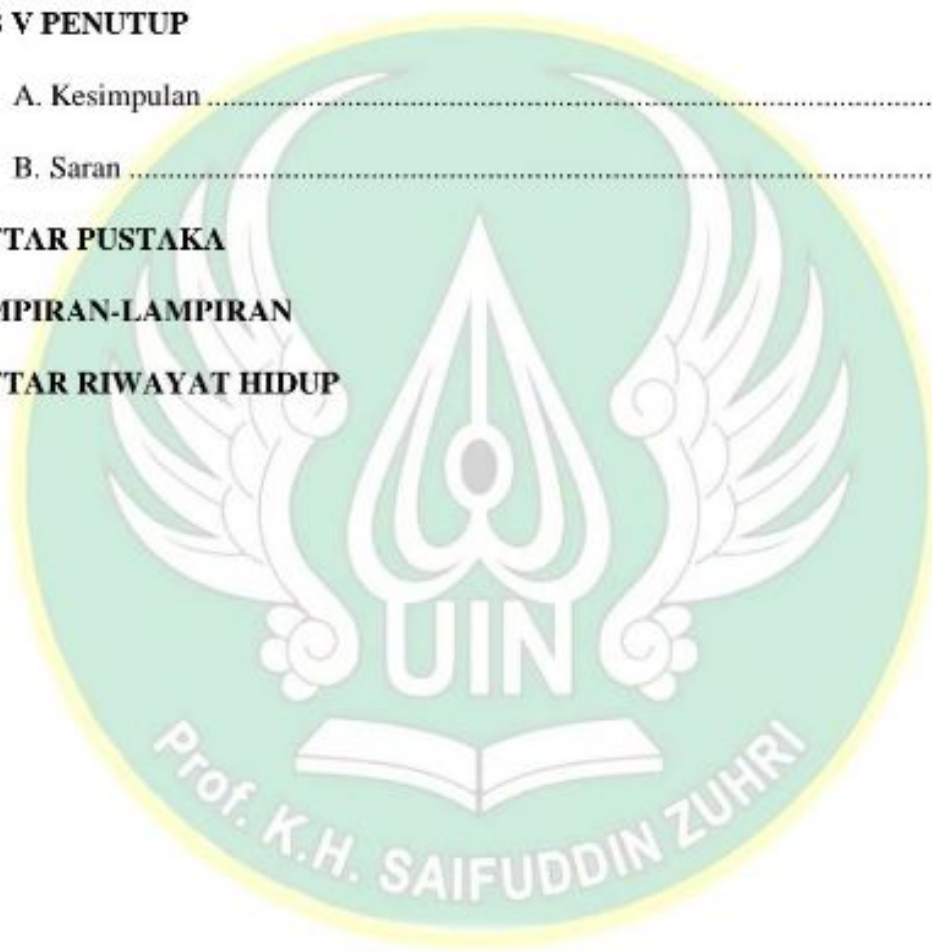 V PENUTUP
A. Kesimpulan ....................................................................................................
B. Saran ....................................................................................................
TAR PUSTAKA
MPIRAN-LAMPIRAN
TAR RIWAYAT HIDUP
UIN
Prof. K.H. SAIFUDDIN ZUHRI